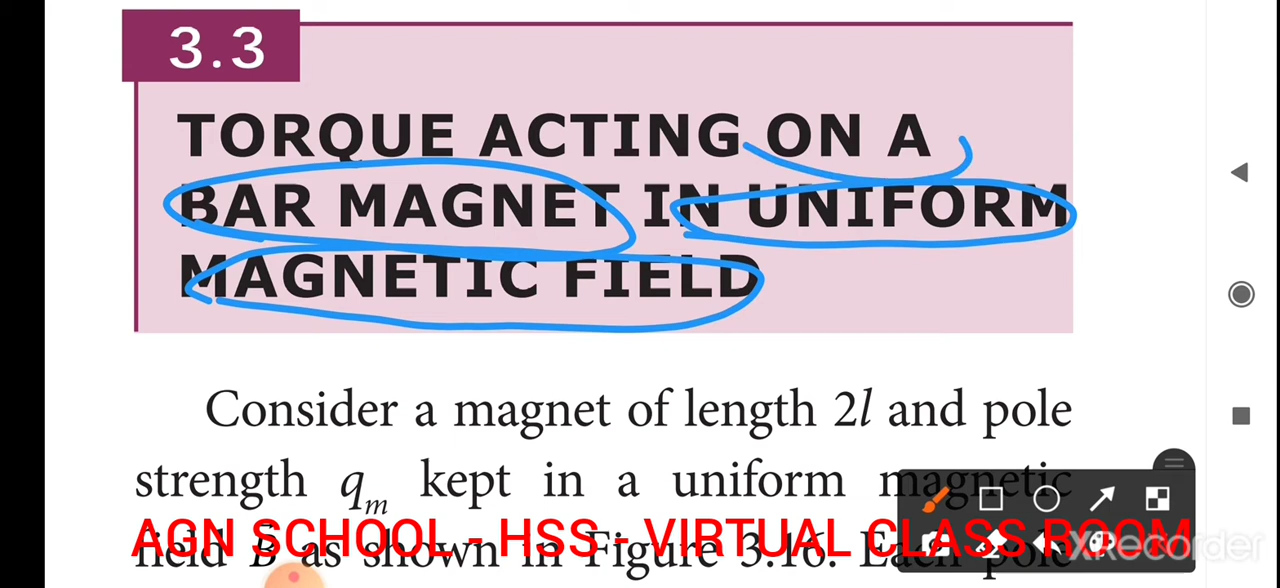 3.3
TORQUE ACTING ON A
BAR MAGNET IN UNIFORM
MAGNETIC FIELD
Consider a magnet of length 2l and pole
strength qm kept in a uniform magnetic
field B as shown in Figure 3.16. Each pole
AGN SCHOOL - HSS - VIRTUAL CLASS ROOM
XRecorder